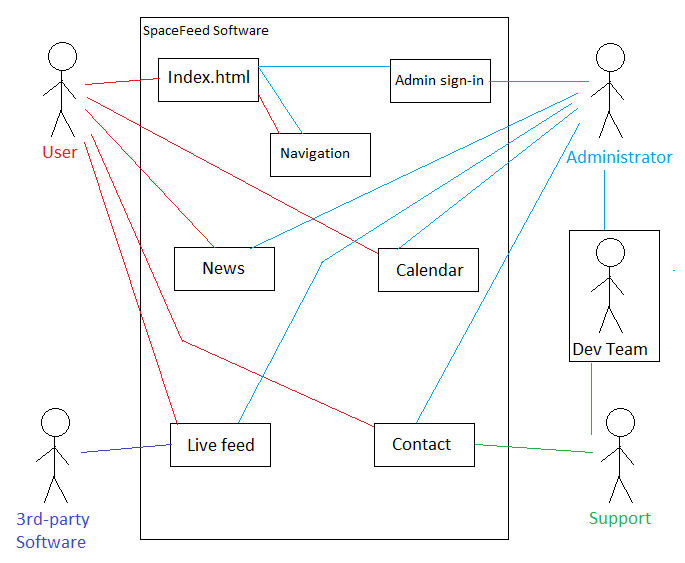 SpaceFeed Software
Index.html
Admin sign-in
Navigation
User
Administrator
News
Calendar
Dev Team
Live feed
Contact
3rd-party
Software
Support